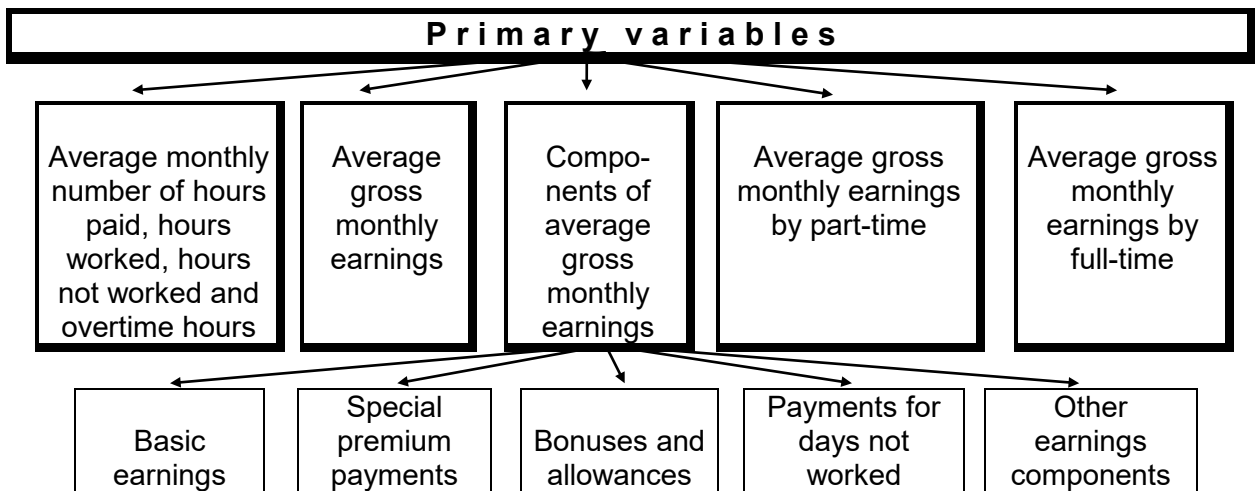 Primary variables
Average monthly
number of hours
paid, hours
worked, hours
not worked and
overtime hours
Average
gross
monthly
earnings
Compo-
nents of
average
gross
monthly
earnings
Average gross
monthly earnings
by part-time
Average gross
monthly
earnings by
full-time
Basic
earnings
Special
premium
payments
Bonuses and
allowances
Payments for
days not
worked
Other
earnings
components